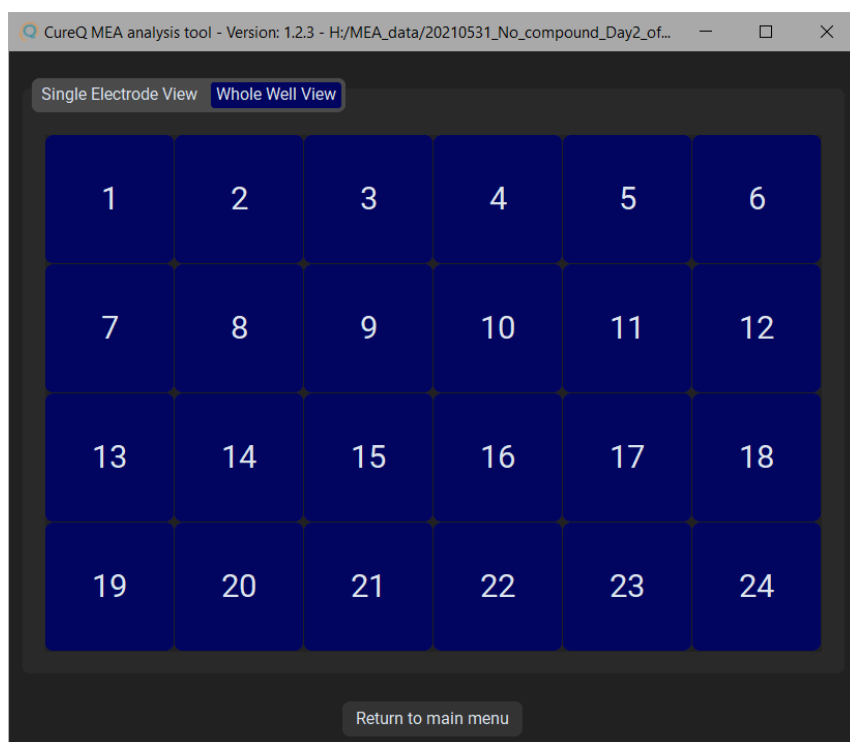 CureQ MEA analysis tool - Version: 1.2.3 - H:/MEA_data/20210531_No_compound_Day2_of...
Single Electrode View Whole Well View
1 2 3 4 5 6
7 8 9 10 11 12
13 14 15 16 17 18
19 20 21 22 23 24
Return to main menu